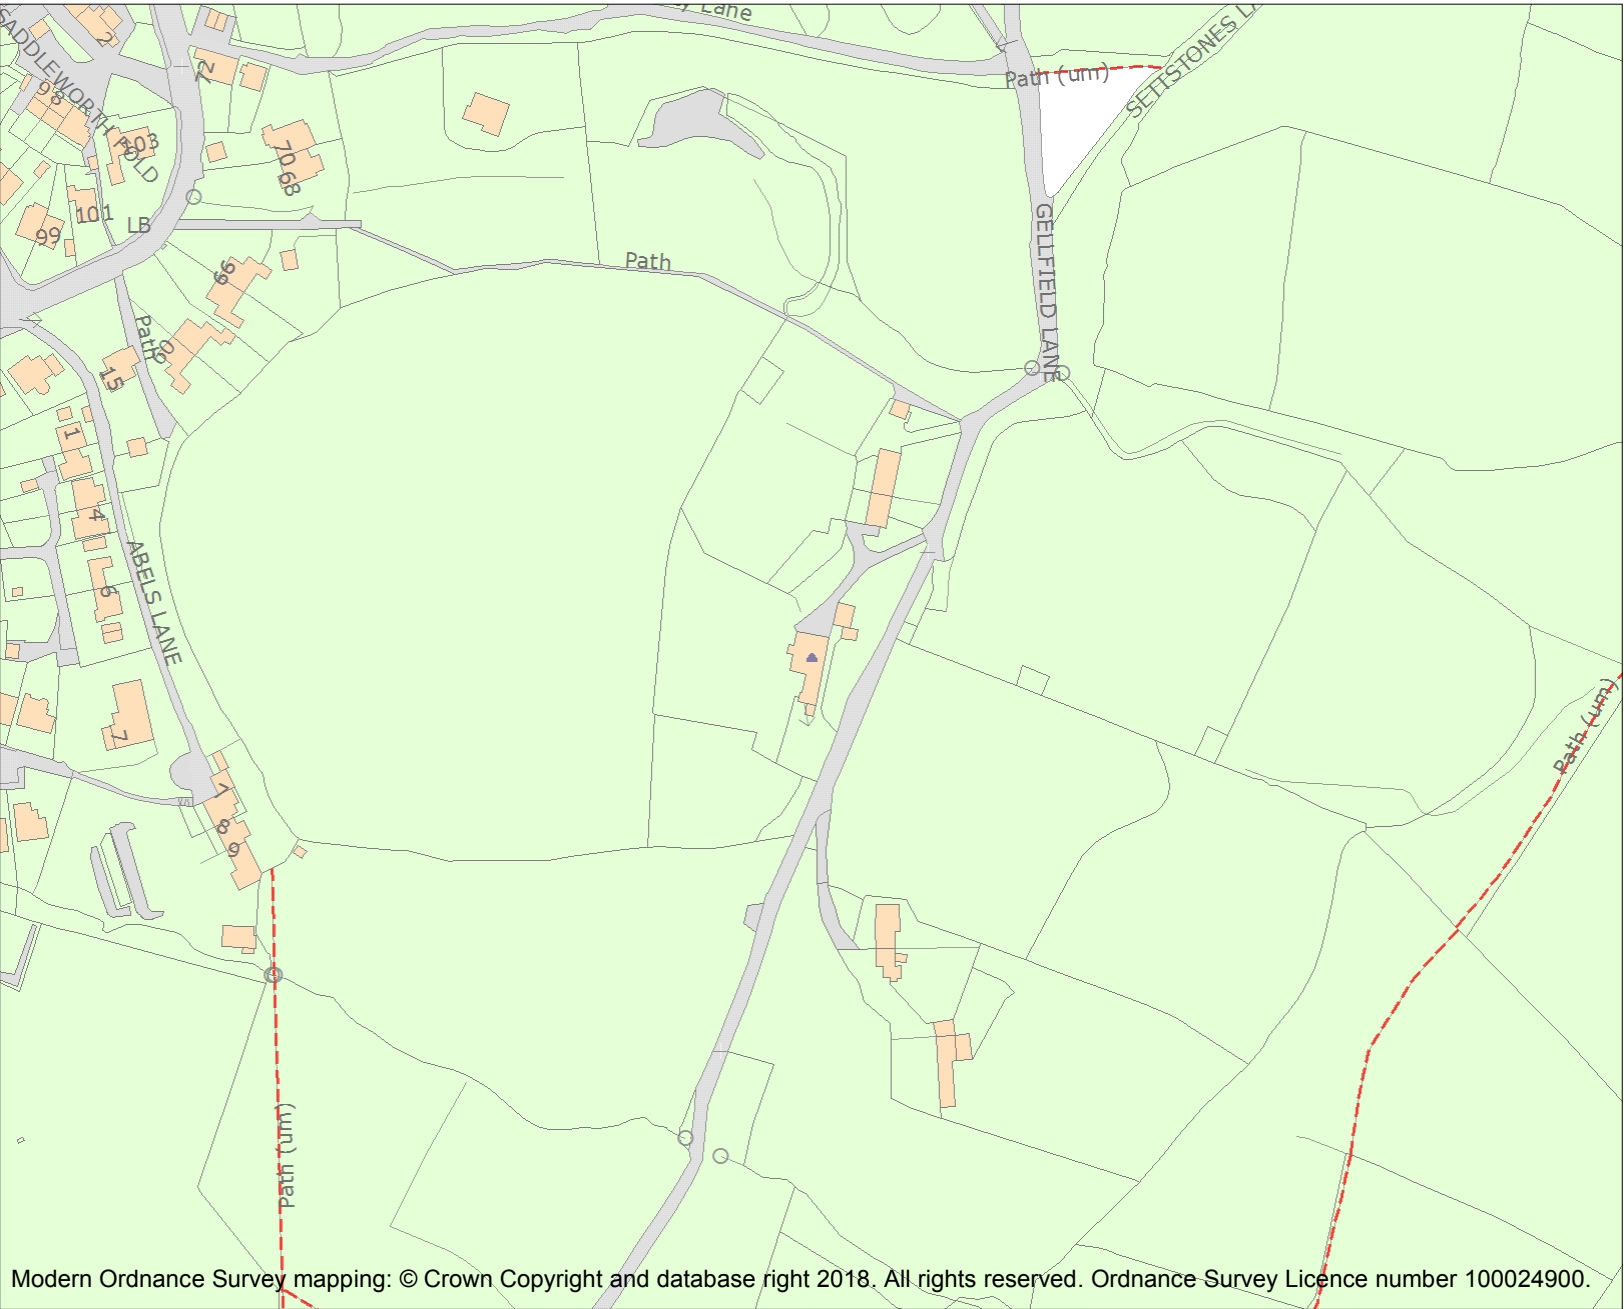 Lane
SADDLEWORTH FOLD
2
72
98
103
70
68
101
99
LB
66
Path
60
15
1
4
6
ABELS LANE
7
7
8
9
Path
Path (um)
SETTSTONES
GELLFIELD LANE
Path (um)
Path (um)
Modern Ordnance Survey mapping: © Crown Copyright and database right 2018. All rights reserved. Ordnance Survey Licence number 100024900.